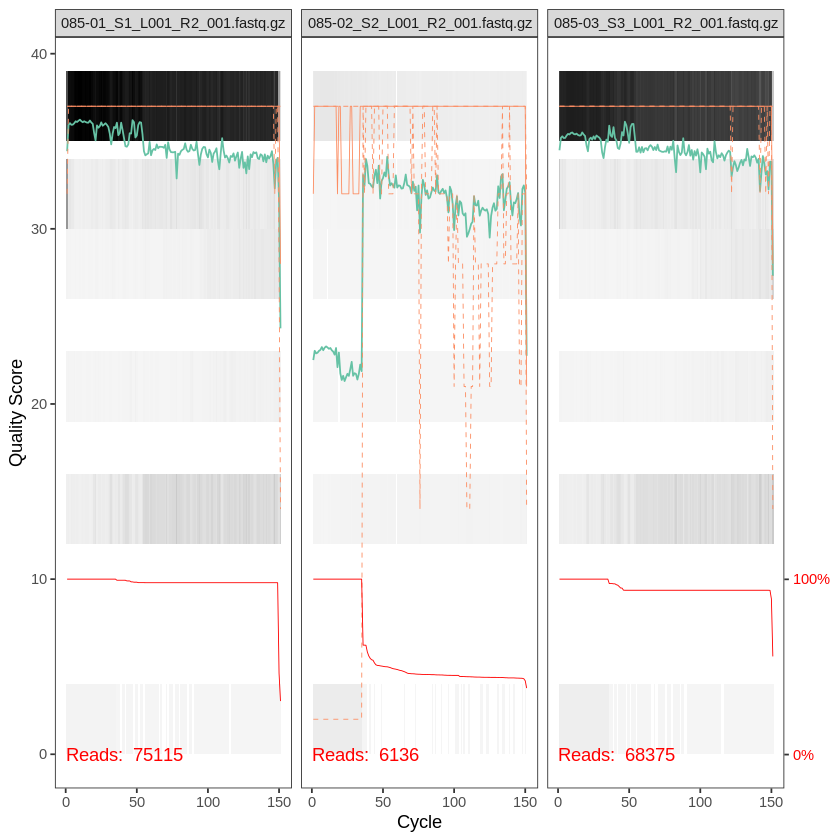 085-01_S1_L001_R2_001.fastq.gz 085-02_S2_L001_R2_001.fastq.gz 085-03_S3_L001_R2_001.fastq.gz
40
30
20
10
0
Quality Score
100%
0%
Reads: 75115 Reads: 6136 Reads: 68375
0 50 100 150 0 50 100 150 0 50 100 150
Cycle